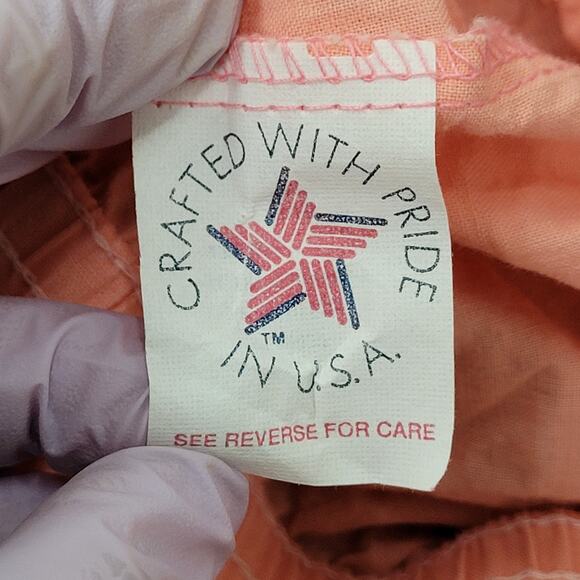 CRAFTED WITH PRIDE
TM
IN U.S.A.
SEE REVERSE FOR CARE